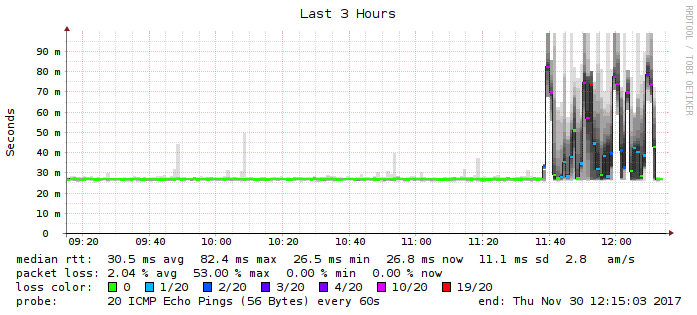 Last 3 Hours
RRDTOOL / TOBI OETIKER
Seconds
90 m
80 m
70 m
60 m
50 m
40 m
30 m
20 m
10 m
0
09:20 09:40 10:00 10:20 10:40 11:00 11:20 11:40 12:00
median rtt: 30.5 ms avg 82.4 ms max 26.5 ms min 26.8 ms now 11.1 ms sd 2.8 am/s
packet loss: 2.04 % avg 53.00 % max 0.00 % min 0.00 % now
loss color: 0 1/20 2/20 3/20 4/20 10/20 19/20
probe: 20 ICMP Echo Pings (56 Bytes) every 60s end: Thu Nov 30 12:15:03 2017